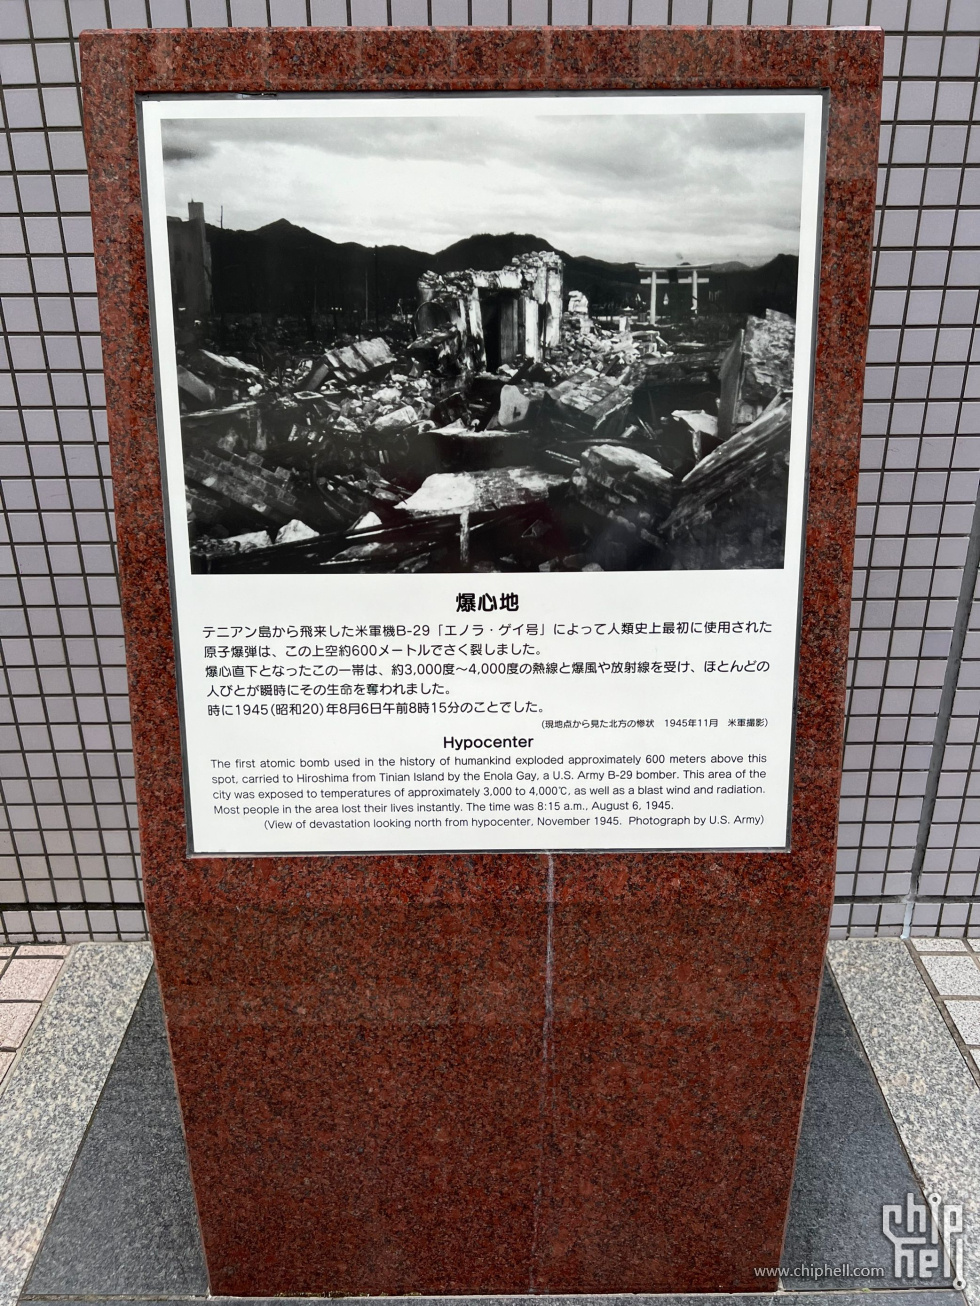 爆心地
テニアン島から飛来した米軍機B-29「エノラ・ゲイ号」によって人類史上最初に使用された
原子爆弾は、この上空約600メートルでさく裂しました。
爆心直下となったこの一帯は、約3,000度～4,000度の熱線と爆風や放射線を受け、ほとんどの
人びとが瞬時にその生命を奪われました。
時に1945(昭和20)年8月6日午前8時15分のことでした。
(現地点から見た北方の惨状　1945年11月　米軍撮影)
Hypocenter
The first atomic bomb used in the history of humankind exploded approximately 600 meters above this
spot, carried to Hiroshima from Tinian Island by the Enola Gay, a U.S. Army B-29 bomber. This area of the
city was exposed to temperatures of approximately 3,000 to 4,000℃, as well as a blast wind and radiation.
Most people in the area lost their lives instantly. The time was 8:15 a.m., August 6, 1945.
(View of devastation looking north from hypocenter, November 1945. Photograph by U.S. Army)
chip
hell
www.chiphell.com